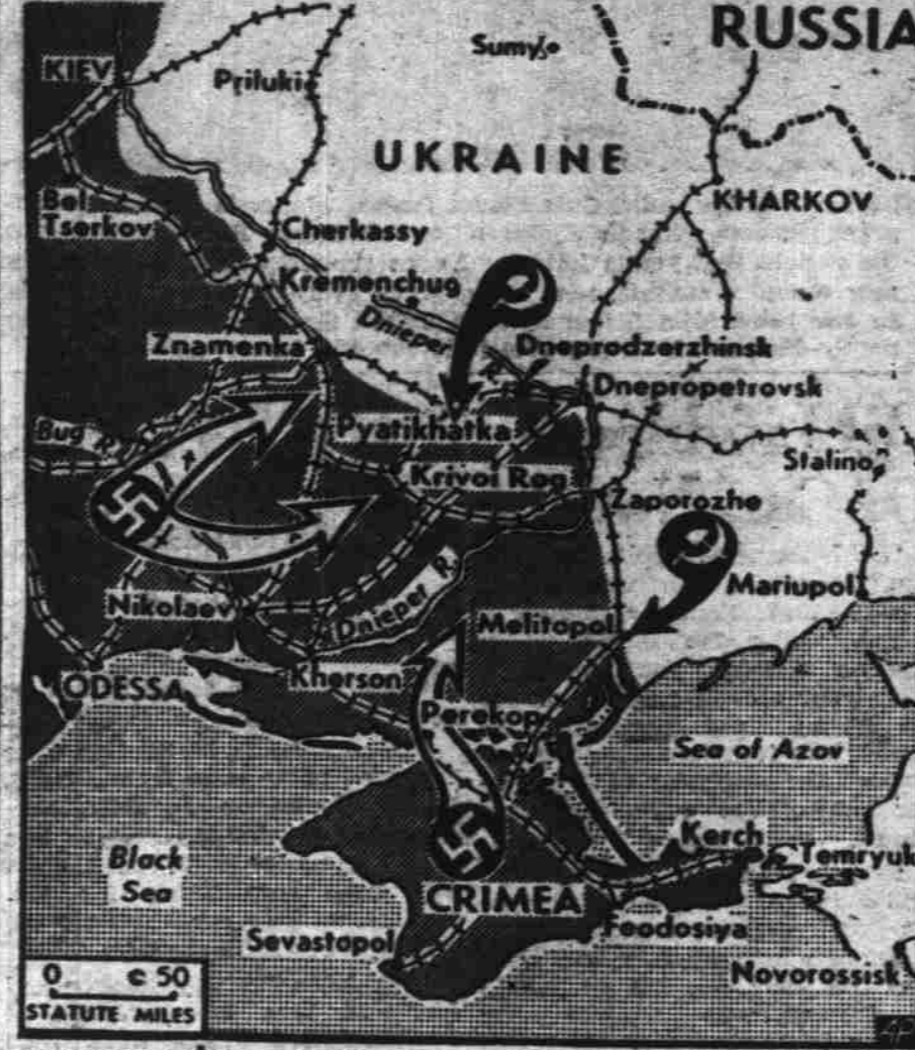 RUSSIA
Sumy
KIEV
Priluki
UKRAINE
KHARKOV
Bel
Tserkov
Cherkassy
Kremenchug
Dnieper
R.
Znamenka
Dneprodzerzhinsk
Dnepropetrovsk
Pyatikhatka
Bug R.
Stalino
Krivoi Rog
Zaporozhe
Mariupol
Nikolaev
Dnieper R.
Melitopol
Kherson
ODESSA
Perekop
Sea of Azov
Kerch
Temryuk
Black
Sea
CRIMEA
Feodosiya
Sevastopol
Novorossisk
0 50
STATUTE MILES
AP